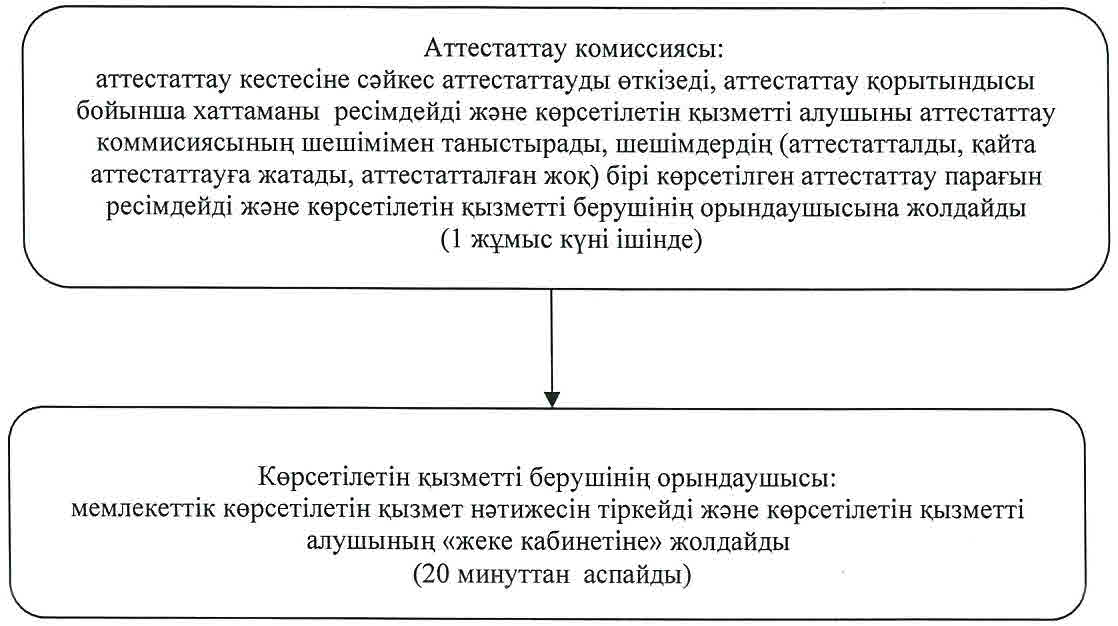 Аттестаттау комиссиясы:
аттестаттау кестесіне сәйкес аттестаттауды өткізеді, аттестаттау қорытындысы
бойынша хаттаманы ресімдейді және көрсетілетін қызметті алушыны аттестаттау
коммисиясының шешімімен таныстырады, шешімдердің (аттестатталды, қайта
аттестаттауға жатады, аттестатталған жоқ) бірі көрсетілген аттестаттау парағын
ресімдейді және көрсетілетін қызметті берушінің орындаушысына жолдайды
(1 жұмыс күні ішінде)
Көрсетілетін қызметті берушінің орындаушысы:
мемлекеттік көрсетілетін қызмет нәтижесін тіркейді және көрсетілетін қызметті
алушының «жеке кабинетіне» жолдайды
(20 минуттан аспайды)